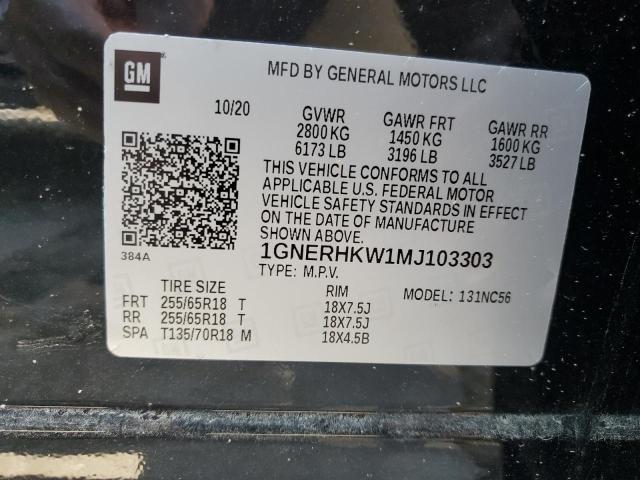 GM
MFD BY GENERAL MOTORS LLC
10/20 GVWR GAWR FRT GAWR RR
2800 KG 1450 KG 1600 KG
6173 LB 3196 LB 3527 LB
THIS VEHICLE CONFORMS TO ALL
APPLICABLE U.S. FEDERAL MOTOR
VEHICLE SAFETY STANDARDS IN EFFECT
ON THE DATE OF MANUFACTURE
SHOWN ABOVE.
384A
1GNERHKW1MJ103303
TYPE: M.P.V.
TIRE SIZE RIM MODEL: 131NC56
FRT 255/65R18 T 18X7.5J
RR 255/65R18 T 18X7.5J
SPA T135/70R18 M 18X4.5B